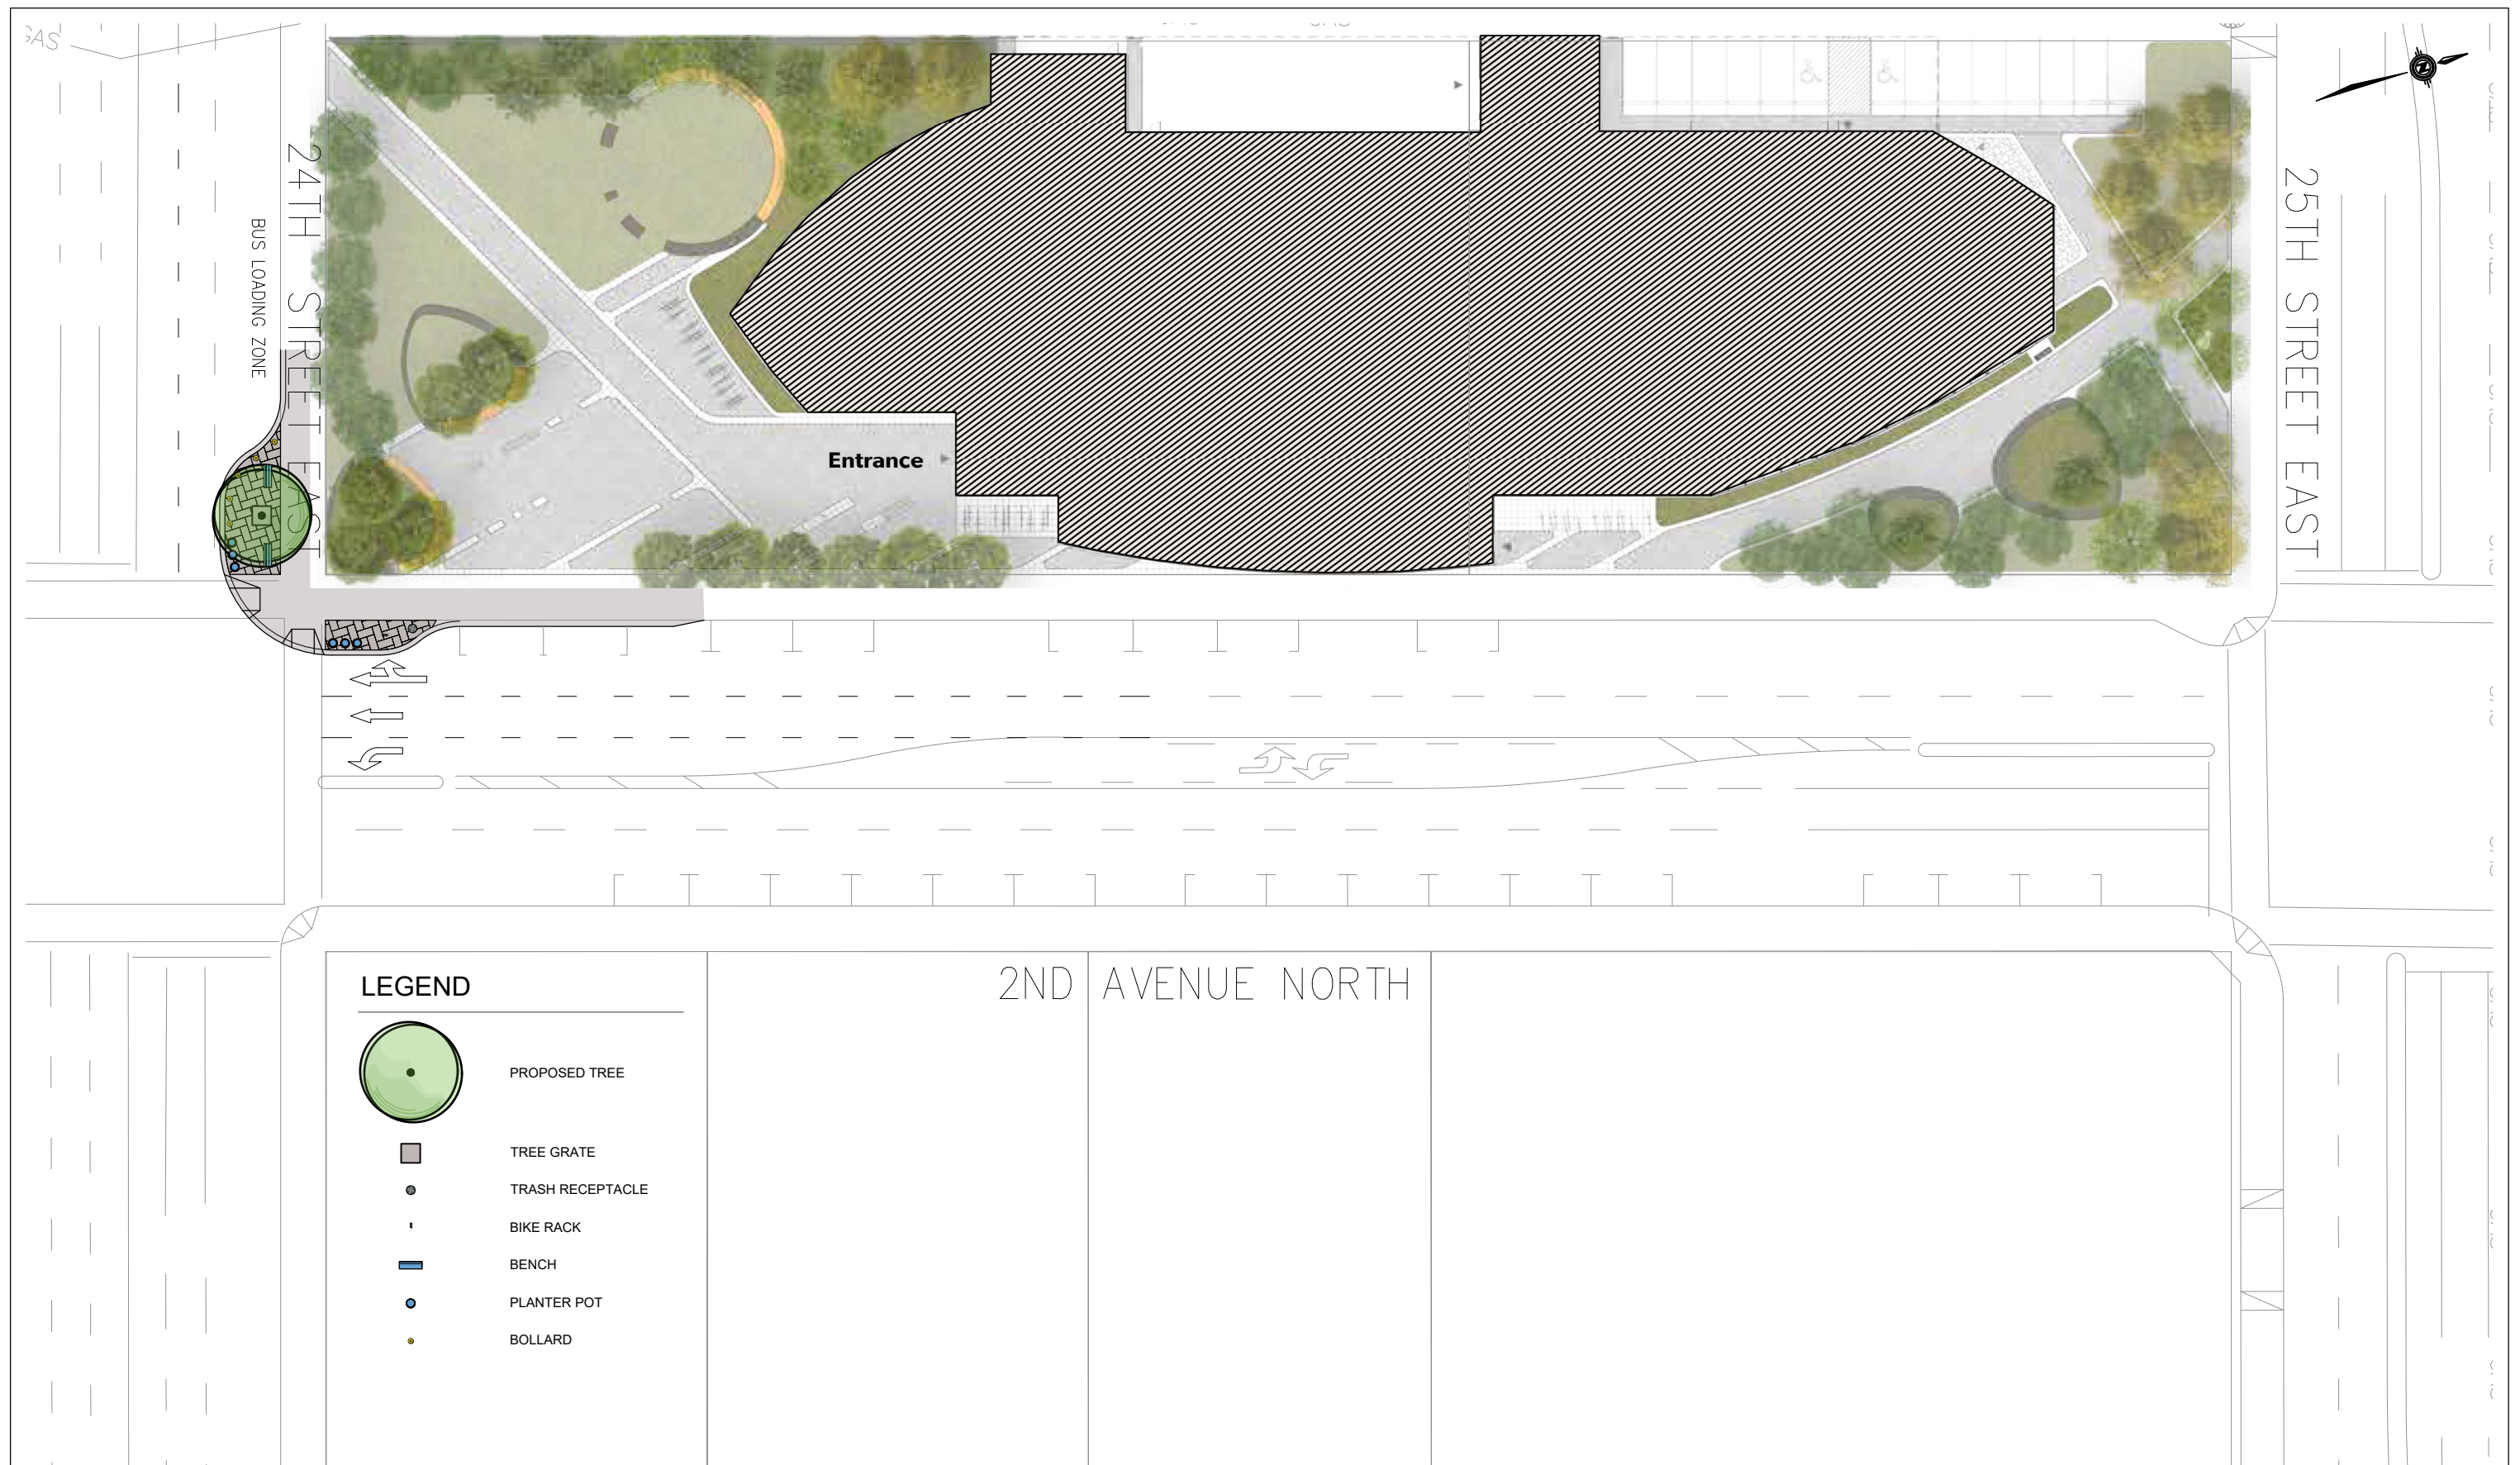 GAS
24TH STREET EAST
BUS LOADING ZONE
Entrance
25TH STREET EAST
2ND AVENUE NORTH
LEGEND
PROPOSED TREE
TREE GRATE
TRASH RECEPTACLE
BIKE RACK
BENCH
PLANTER POT
BOLLARD